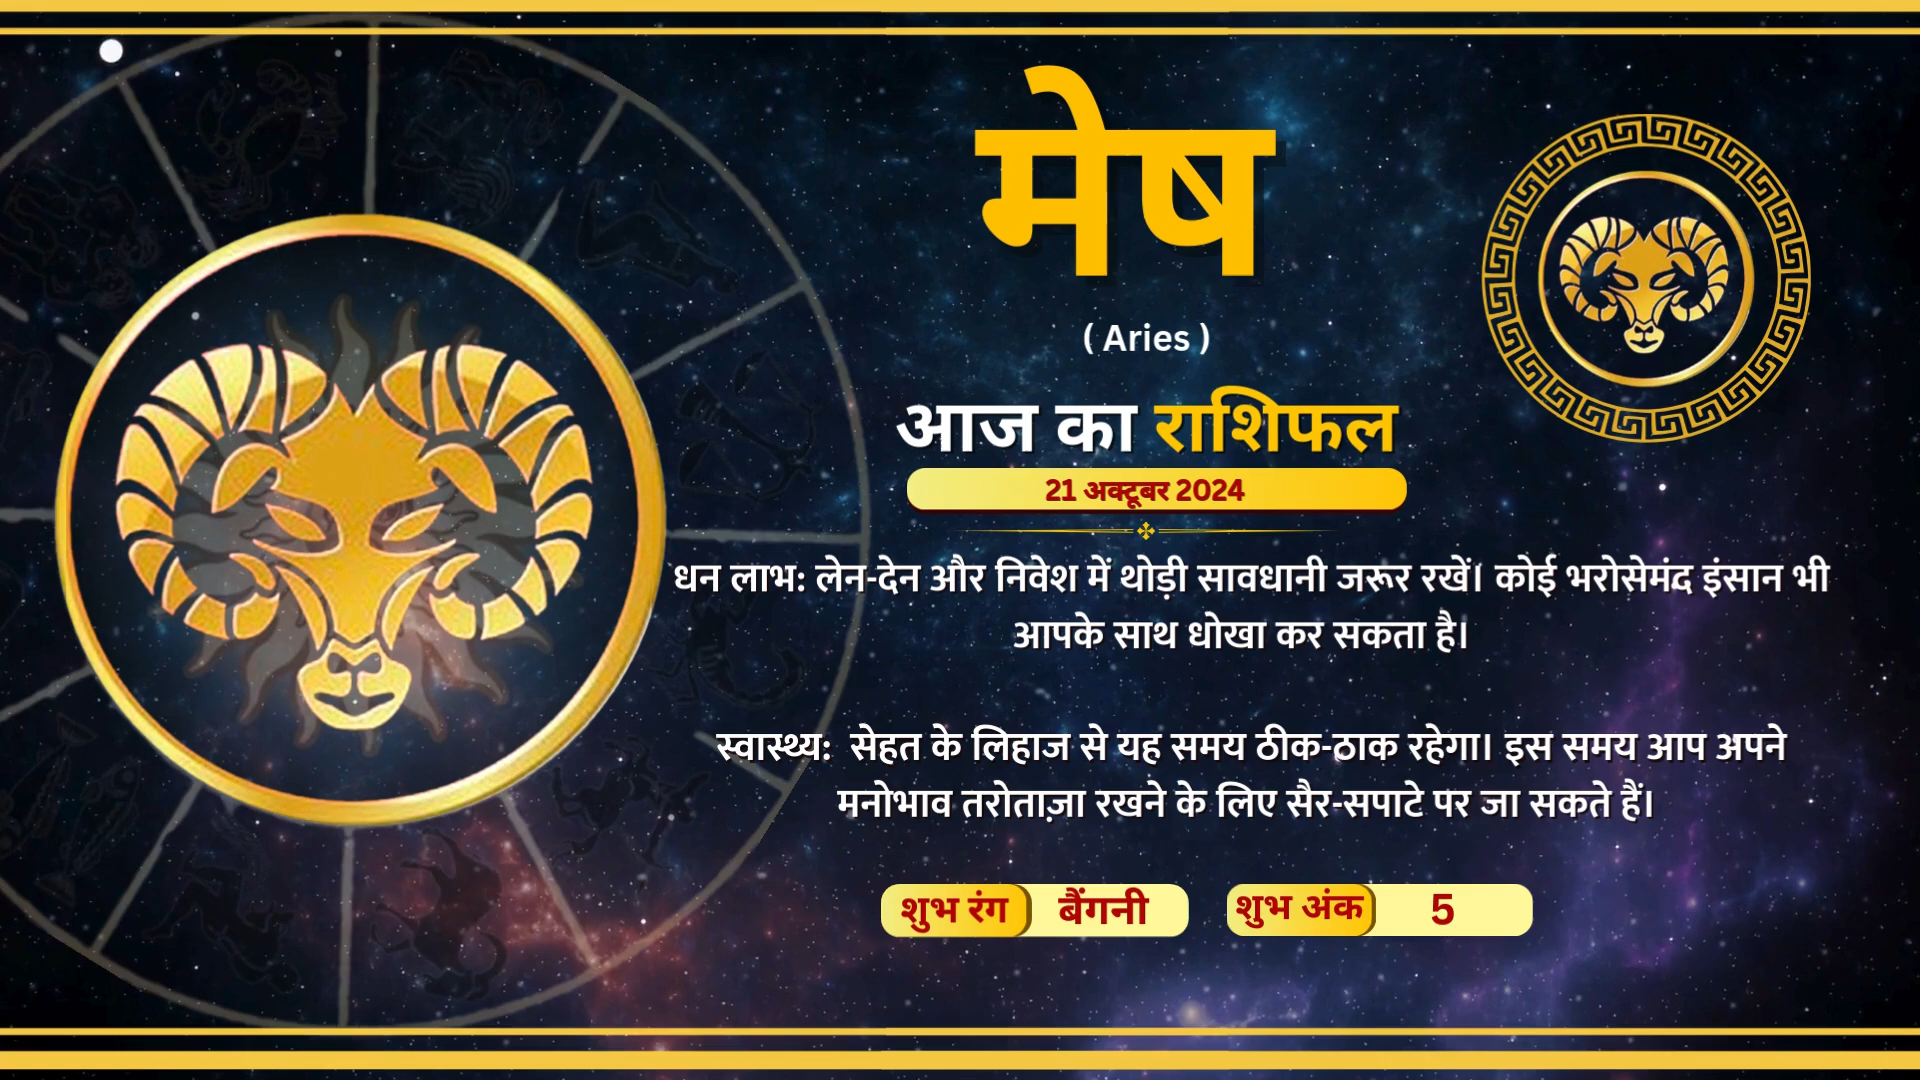 मेष
( Aries )
आज का राशिफल
21 अक्टूबर 2024
धन लाभ: लेन-देन और निवेश में थोड़ी सावधानी जरूर रखें। कोई भरोसेमंद इंसान भी
आपके साथ धोखा कर सकता है।
स्वास्थ्य: सेहत के लिहाज से यह समय ठीक-ठाक रहेगा। इस समय आप अपने
मनोभाव तरोताज़ा रखने के लिए सैर-सपाटे पर जा सकते हैं।
शुभ रंग बैंगनी शुभ अंक 5